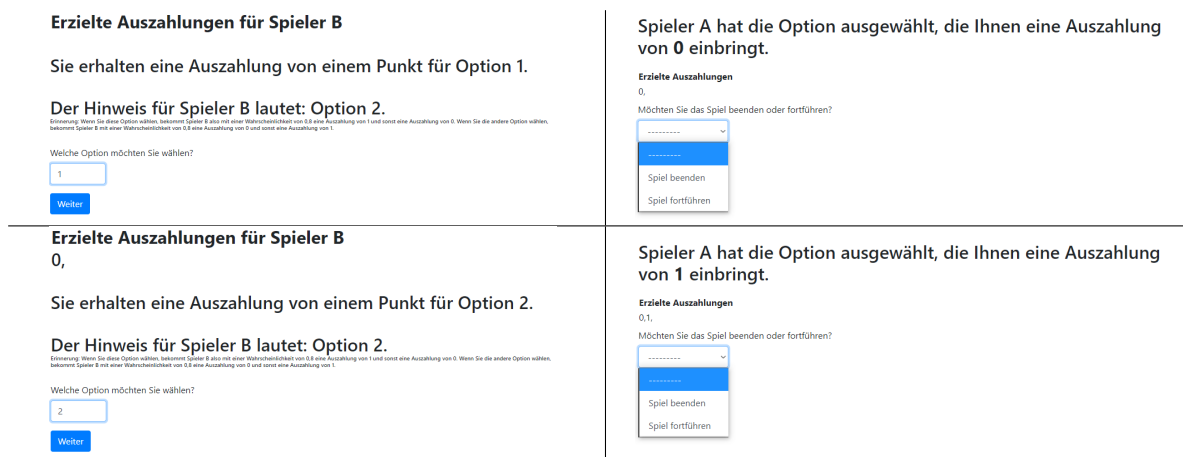 Erzielte Auszahlungen für Spieler B
Sie erhalten eine Auszahlung von einem Punkt für Option 1.
Der Hinweis für Spieler B lautet: Option 2.
Erinnerung: Wenn Sie diese Option wählen, bekommt Spieler B also mit einer Wahrscheinlichkeit von 0,8 eine Auszahlung von 1 und sonst eine Auszahlung von 0. Wenn Sie die andere Option wählen,
bekommt Spieler B mit einer Wahrscheinlichkeit von 0,8 eine Auszahlung von 0 und sonst eine Auszahlung von 1.
Welche Option möchten Sie wählen?
1
Weiter
Spieler A hat die Option ausgewählt, die Ihnen eine Auszahlung
von 0 einbringt.
Erzielte Auszahlungen
0,
Möchten Sie das Spiel beenden oder fortführen?
---------
---------
Spiel beenden
Spiel fortführen
Erzielte Auszahlungen für Spieler B
0,
Sie erhalten eine Auszahlung von einem Punkt für Option 2.
Der Hinweis für Spieler B lautet: Option 2.
Erinnerung: Wenn Sie diese Option wählen, bekommt Spieler B also mit einer Wahrscheinlichkeit von 0,8 eine Auszahlung von 1 und sonst eine Auszahlung von 0. Wenn Sie die andere Option wählen,
bekommt Spieler B mit einer Wahrscheinlichkeit von 0,8 eine Auszahlung von 0 und sonst eine Auszahlung von 1.
Welche Option möchten Sie wählen?
2
Weiter
Spieler A hat die Option ausgewählt, die Ihnen eine Auszahlung
von 1 einbringt.
Erzielte Auszahlungen
0,1,
Möchten Sie das Spiel beenden oder fortführen?
---------
---------
Spiel beenden
Spiel fortführen